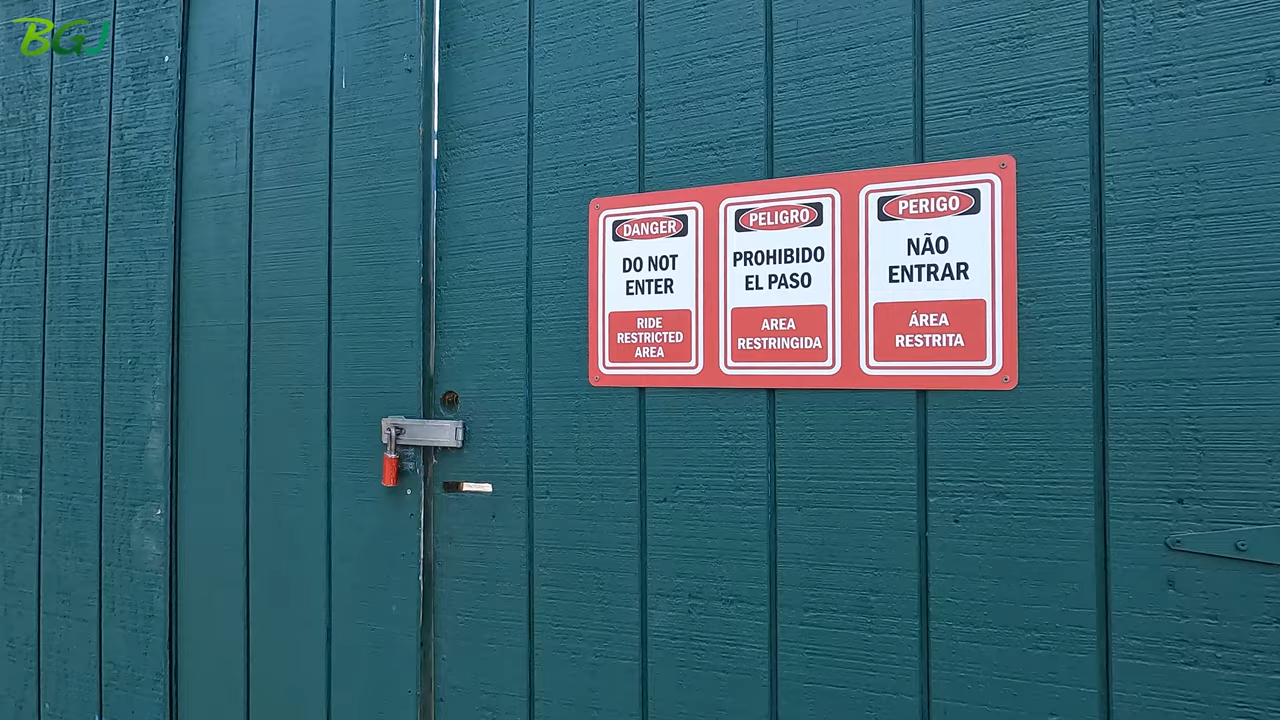 BGJ
DANGER
DO NOT
ENTER
RIDE
RESTRICTED
AREA
PELIGRO
PROHIBIDO
EL PASO
AREA
RESTRINGIDA
PERIGO
NÃO
ENTRAR
ÁREA
RESTRITA